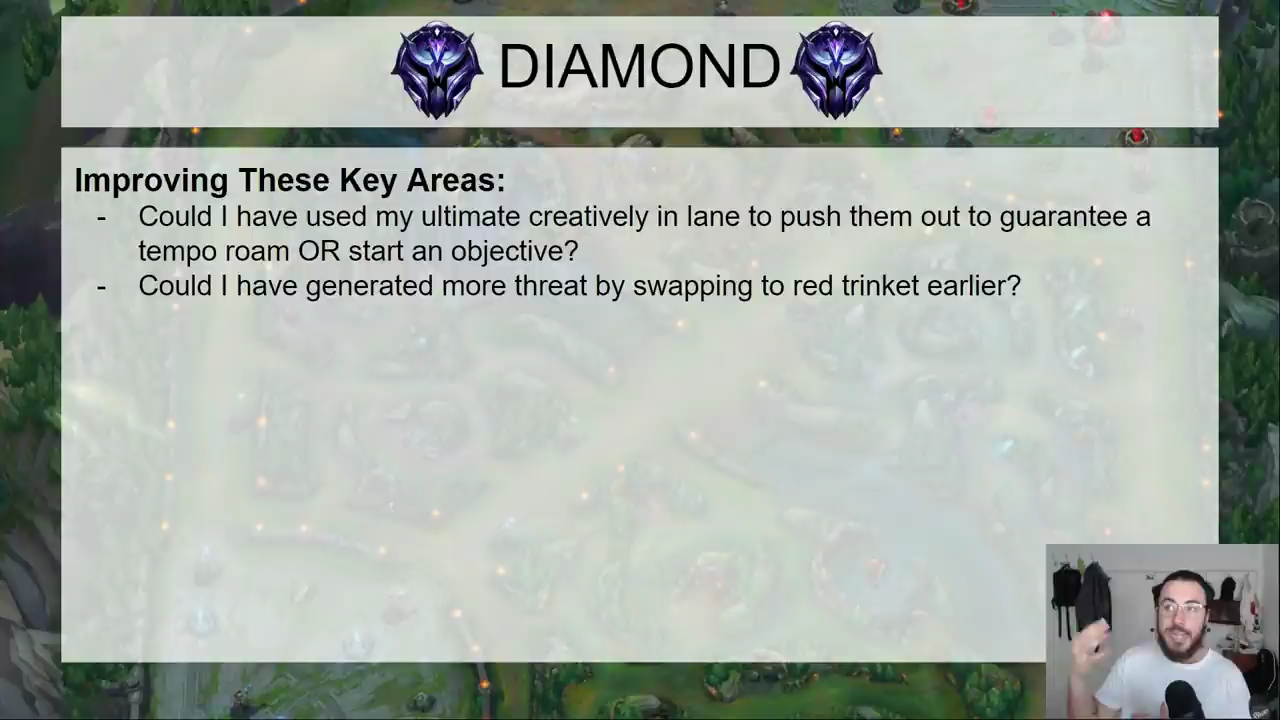 DIAMOND
Improving These Key Areas:
- Could I have used my ultimate creatively in lane to push them out to guarantee a
tempo roam OR start an objective?
- Could I have generated more threat by swapping to red trinket earlier?